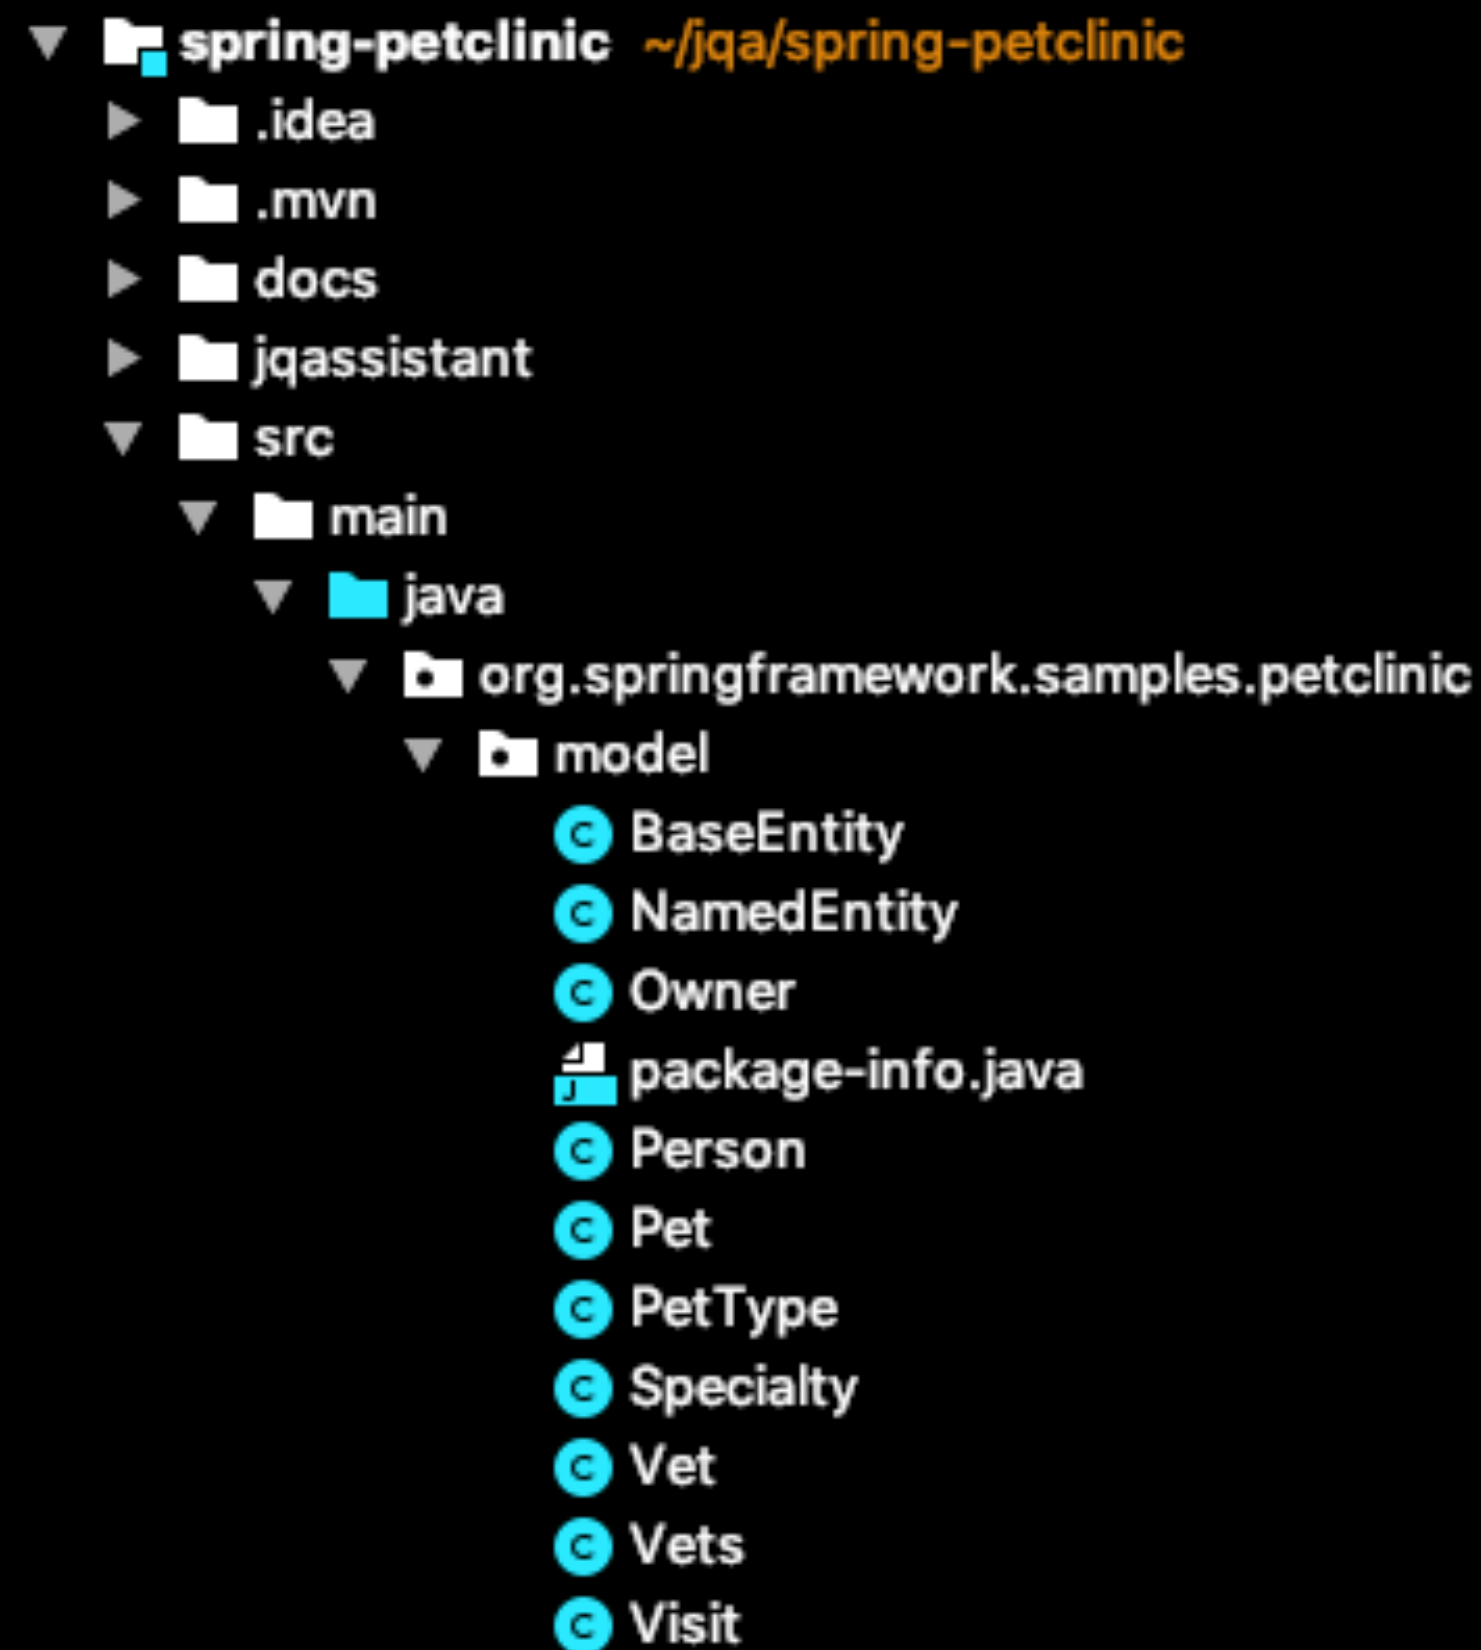 spring-petclinic ~/jqa/spring-petclinic
.idea
.mvn
docs
jqassistant
src
main
java
org.springframework.samples.petclinic
model
C BaseEntity
C NamedEntity
C Owner
J package-info.java
C Person
C Pet
C PetType
C Specialty
C Vet
C Vets
C Visit